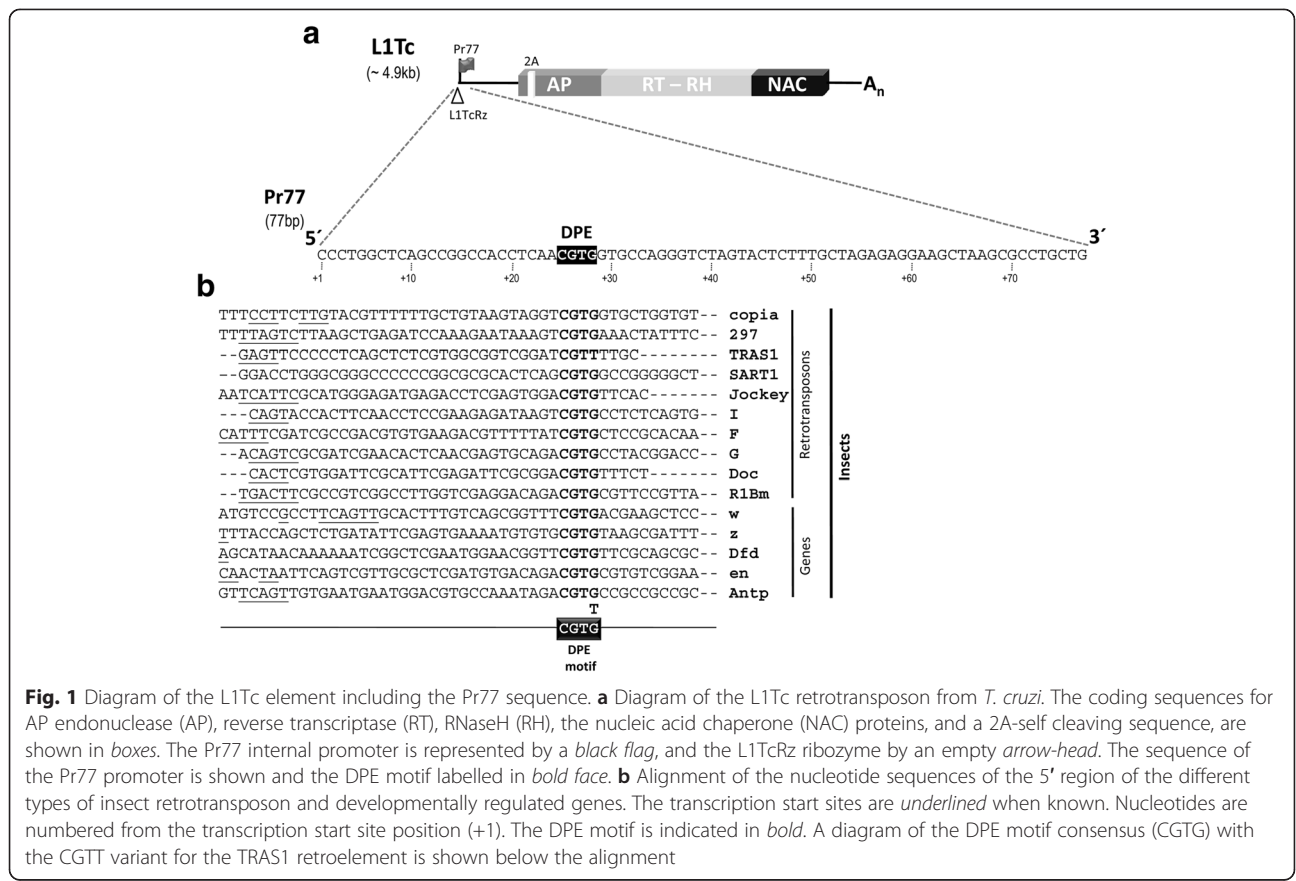 a
L1Tc
(~ 4.9kb)
Pr77
L1TcRz
2A
AP
RT – RH
NAC
An
Pr77
(77bp)
DPE
5´
3´
CCCTGGCTCAGCCGGCCACCTCAACGTGGTGCCAGGGTCTAGTACTCTTTGCTAGAGAGGAAGCTAAGCGCCTGCTG
+1 +10 +20 +30 +40 +50 +60 +70
b
TTTCCTTCTTGTACGTTTTTTGCTGTAAGTAGGTCGTGGTGCTGGTGT-- copia
TTTTAGTCTTAAGCTGAGATCCAAAGAATAAAGTCGTGAAACTATTTC-- 297
--GAGTTCCCCCTCAGCTCTCGTGGCGGTCGGATCGTTTTGC-------- TRAS1
--GGACCTGGGCGGGCCCCCCGGCGCGCACTCAGCGTGGCCGGGGGCT-- SART1
AATCATTCGCATGGGAGATGAGACCTCGAGTGGACGTGTTCAC------- Jockey
---CAGTACCACTTCAACCTCCGAAGAGATAAGTCGTGCCTCTCAGTG-- I
CATTTCGATCGCCGACGTGTGAAGACGTTTTTATCGTGCTCCGCACAA-- F
--ACAGTCGCGATCGAACACTCAACGAGTGCAGACGTGCCTACGGACC-- G
---CACTCGTGGATTCGCATTCGAGATTCGCGGACGTGTTTCT------- Doc
--TGACTTCGCCGTCGGCCTTGGTCGAGGACAGACGTGCGTTCCGTTA-- R1Bm
ATGTCCGCCTTCAGTTGCACTTTGTCAGCGGTTTCGTGACGAAGCTCC-- w
TTTACCAGCTCTGATATTCGAGTGAAAATGTGTGCGTGTAAGCGATTT-- z
AGCATAACAAAAAATCGGCTCGAATGGAACGGTTCGTGTTCGCAGCGC-- Dfd
CAACTAATTCAGTCGTTGCGCTCGATGTGACAGACGTGCGTGTCGGAA-- en
GTTCAGTTGTGAATGAATGGACGTGCCAAATAGACGTGCCGCCGCCGC-- Antp
Retrotransposons
Genes
Insects
T
CGTG
DPE
motif
Fig. 1 Diagram of the L1Tc element including the Pr77 sequence. a Diagram of the L1Tc retrotransposon from T. cruzi. The coding sequences for
AP endonuclease (AP), reverse transcriptase (RT), RNaseH (RH), the nucleic acid chaperone (NAC) proteins, and a 2A-self cleaving sequence, are
shown in boxes. The Pr77 internal promoter is represented by a black flag, and the L1TcRz ribozyme by an empty arrow-head. The sequence of
the Pr77 promoter is shown and the DPE motif labelled in bold face. b Alignment of the nucleotide sequences of the 5′ region of the different
types of insect retrotransposon and developmentally regulated genes. The transcription start sites are underlined when known. Nucleotides are
numbered from the transcription start site position (+1). The DPE motif is indicated in bold. A diagram of the DPE motif consensus (CGTG) with
the CGTT variant for the TRAS1 retroelement is shown below the alignment